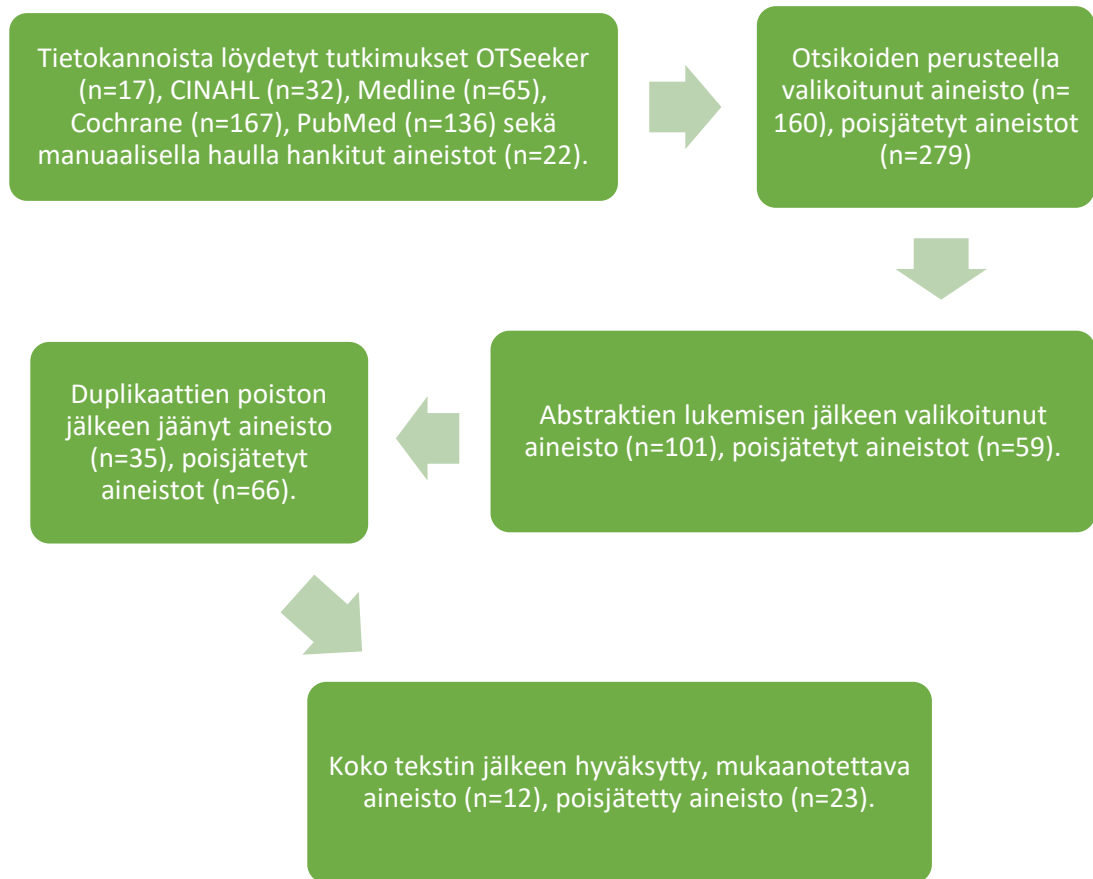 Tietokannoista löydetyt tutkimukset OTSeeker
(n=17), CINAHL (n=32), Medline (n=65),
Cochrane (n=167), PubMed (n=136) sekä
manuaalisella haulla hankitut aineistot (n=22).
Otsikoiden perusteella
valikoitunut aineisto (n=
160), poisjätetyt aineistot
(n=279)
Abstraktien lukemisen jälkeen valikoitunut
aineisto (n=101), poisjätetyt aineistot (n=59).
Duplikaattien poiston
jälkeen jäänyt aineisto
(n=35), poisjätetyt
aineistot (n=66).
Koko tekstin jälkeen hyväksytty, mukaanotettava
aineisto (n=12), poisjätetty aineisto (n=23).